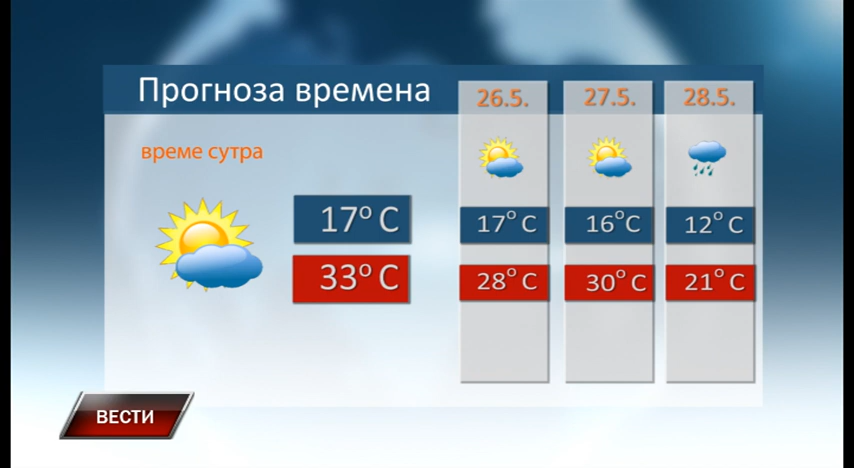 Прогноза времена
време сутра
17° C
33° C
26.5.
17° C
28° C
27.5.
16°C
30° C
28.5.
12° C
21° C
ВЕСТИ